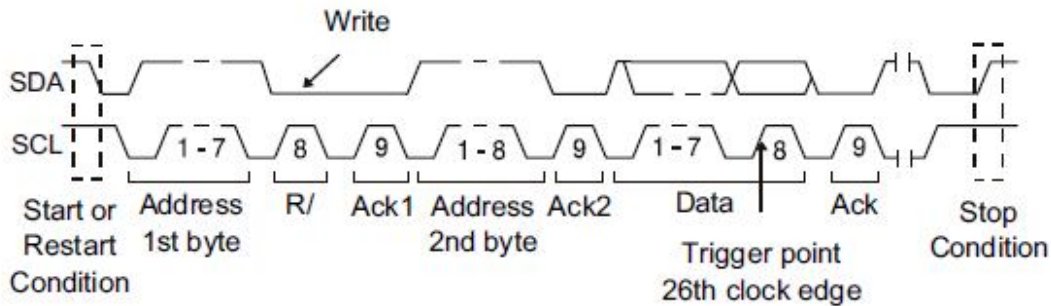 Write
SDA
SCL
1 - 7
8
9
1 - 8
9
1 - 7
8
9
Start or
Restart
Condition
Address
1st byte
R/
Ack1
Address
2nd byte
Ack2
Data
Trigger point
26th clock edge
Ack
Stop
Condition